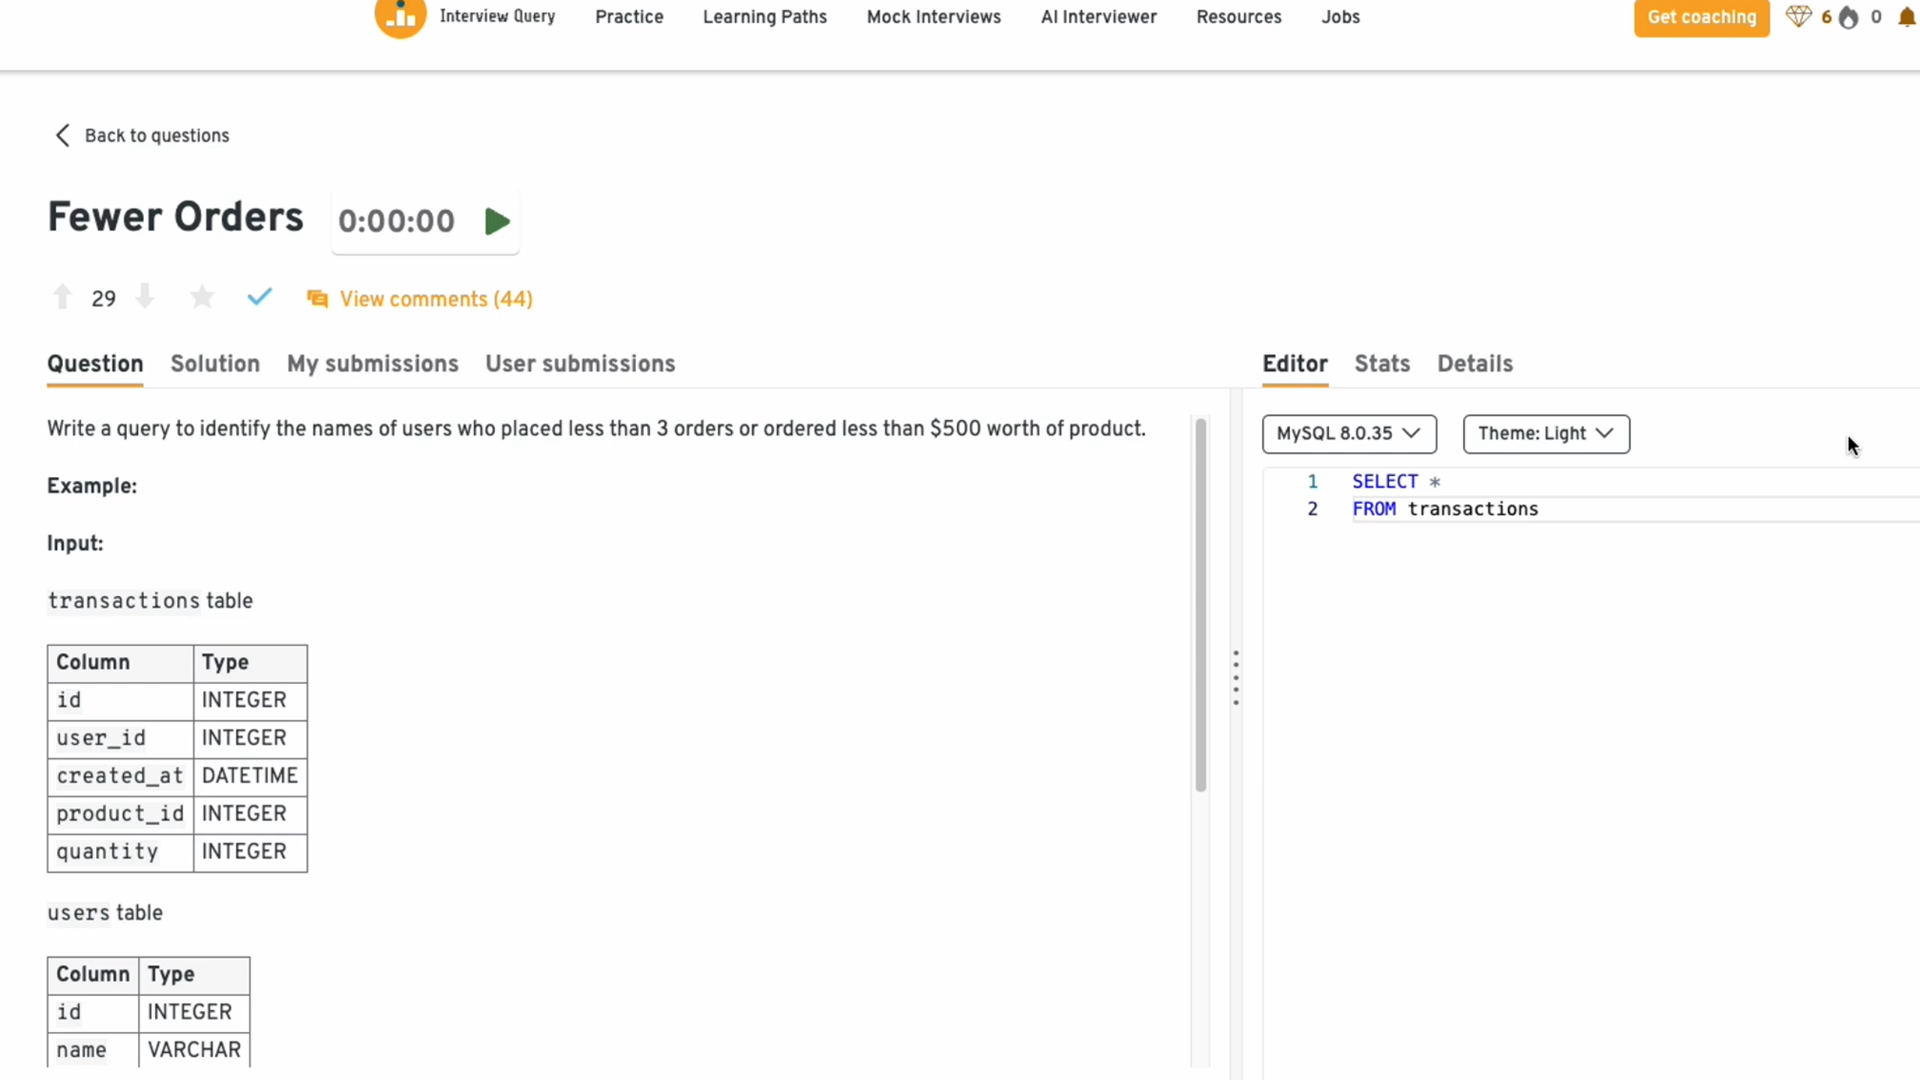 Interview Query Practice Learning Paths Mock Interviews AI Interviewer Resources Jobs Get coaching 6 0
Back to questions
Fewer Orders 0:00:00
29 View comments (44)
Question Solution My submissions User submissions
Write a query to identify the names of users who placed less than 3 orders or ordered less than $500 worth of product.
Example:
Input:
transactions table
Column Type
id INTEGER
user_id INTEGER
created_at DATETIME
product_id INTEGER
quantity INTEGER
users table
Column Type
id INTEGER
name VARCHAR
Editor Stats Details
MySQL 8.0.35 Theme: Light
1 SELECT *
2 FROM transactions